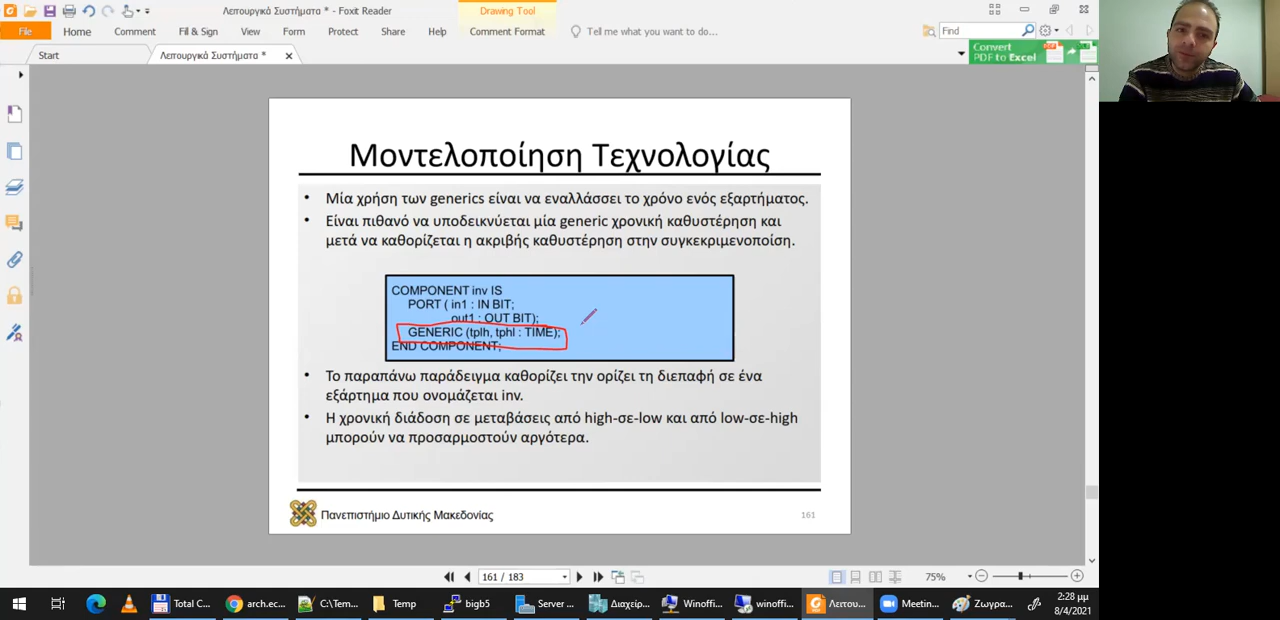 Λειτουργικά Συστήματα * - Foxit Reader
Drawing Tool
File Home Comment Fill & Sign View Form Protect Share Help Comment Format Tell me what you want to do... Find
Start Λειτουργικά Συστήματα *
Convert
PDF to Excel
Μοντελοποίηση Τεχνολογίας
• Μία χρήση των generics είναι να εναλλάσσει το χρόνο ενός εξαρτήματος.
• Είναι πιθανό να υποδεικνύεται μία generic χρονική καθυστέρηση και
μετά να καθορίζεται η ακριβής καθυστέρηση στην συγκεκριμενοποίση.
COMPONENT inv IS
PORT ( in1 : IN BIT;
out1 : OUT BIT);
GENERIC (tplh, tphl : TIME);
END COMPONENT;
• Το παραπάνω παράδειγμα καθορίζει την ορίζει τη διεπαφή σε ένα
εξάρτημα που ονομάζεται inv.
• Η χρονική διάδοση σε μεταβάσεις από high-σε-low και από low-σε-high
μπορούν να προσαρμοστούν αργότερα.
Πανεπιστήμιο Δυτικής Μακεδονίας
161
161 / 183
75%
Total C... arch.ec... C:\Tem... Temp bigb5 Server ... Διαχείρι... Winoffi... winoffi... Λειτου... Meetin... Ζωγρα...
2:28 μμ
8/4/2021